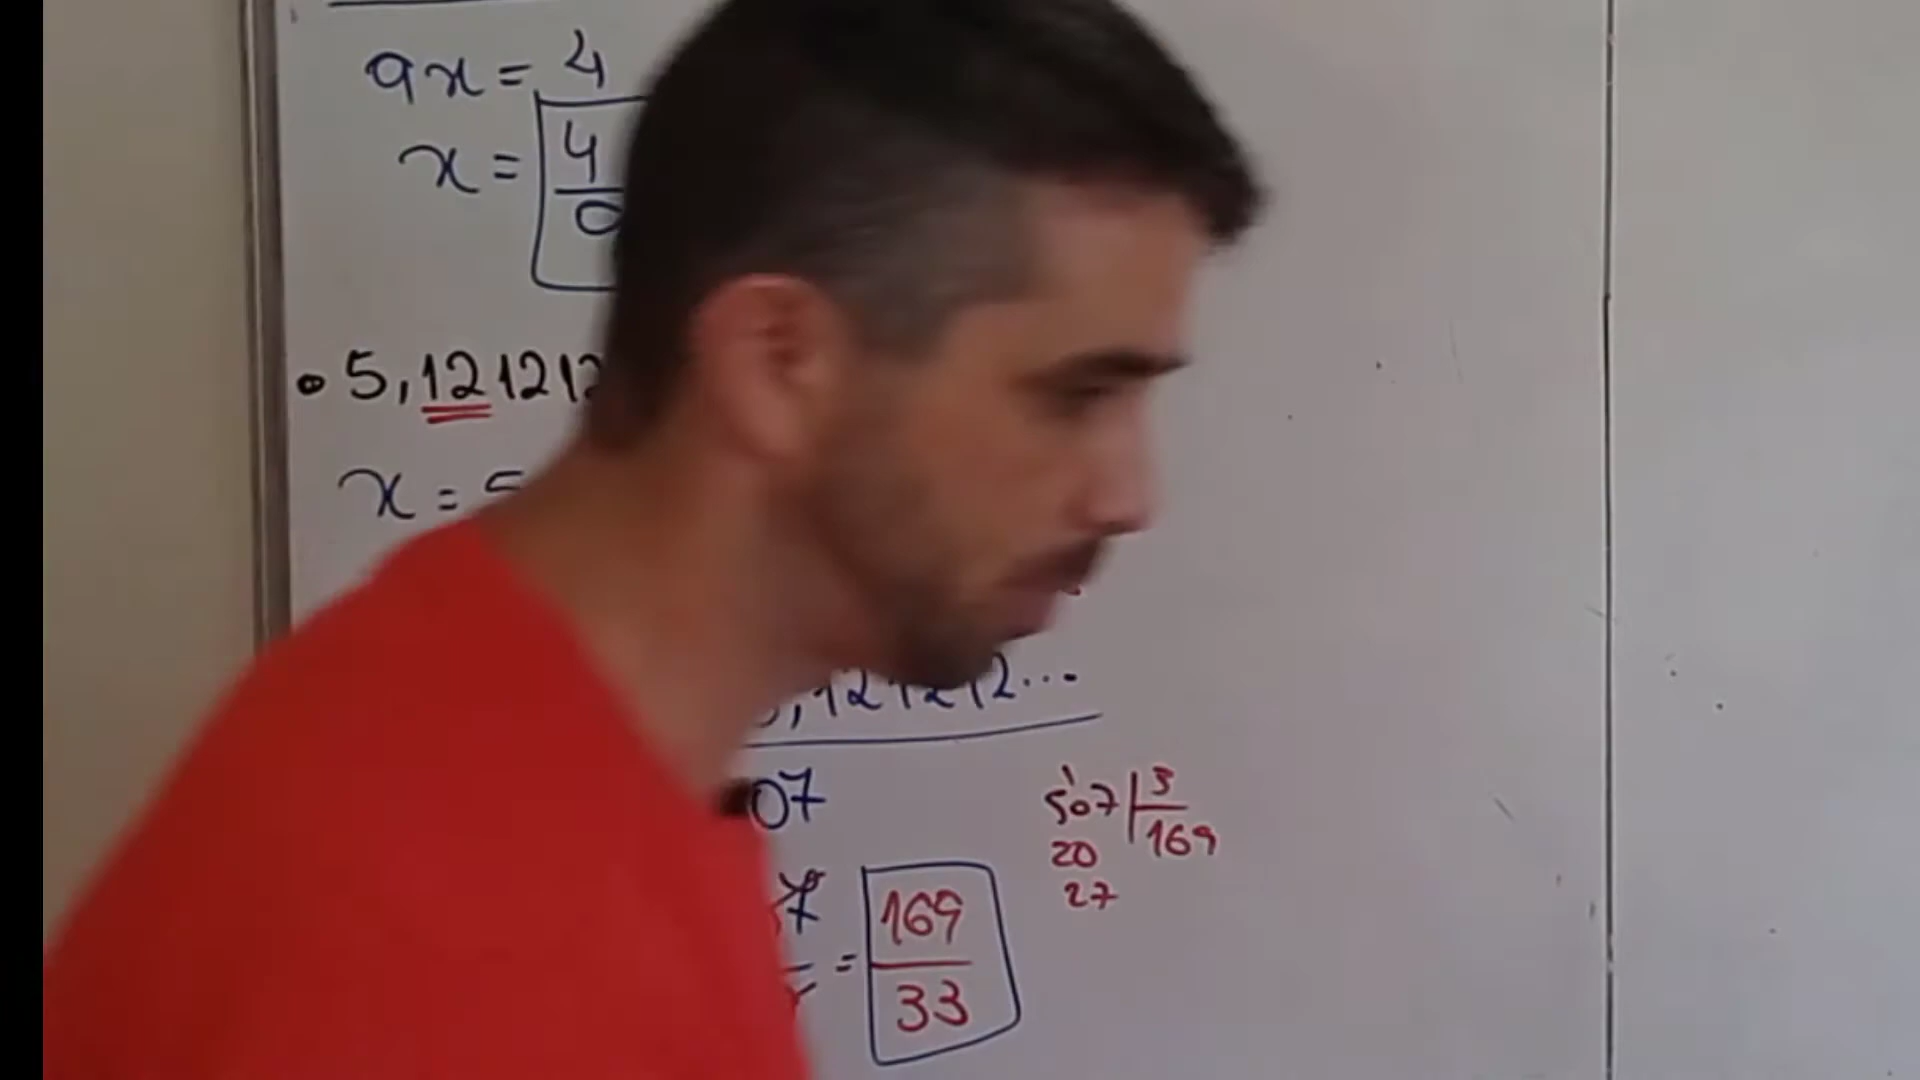 9x = 4
x = 4
• 5,121212
x = 5
,121212...
07
507 | 3
20 169
27
= 169
33